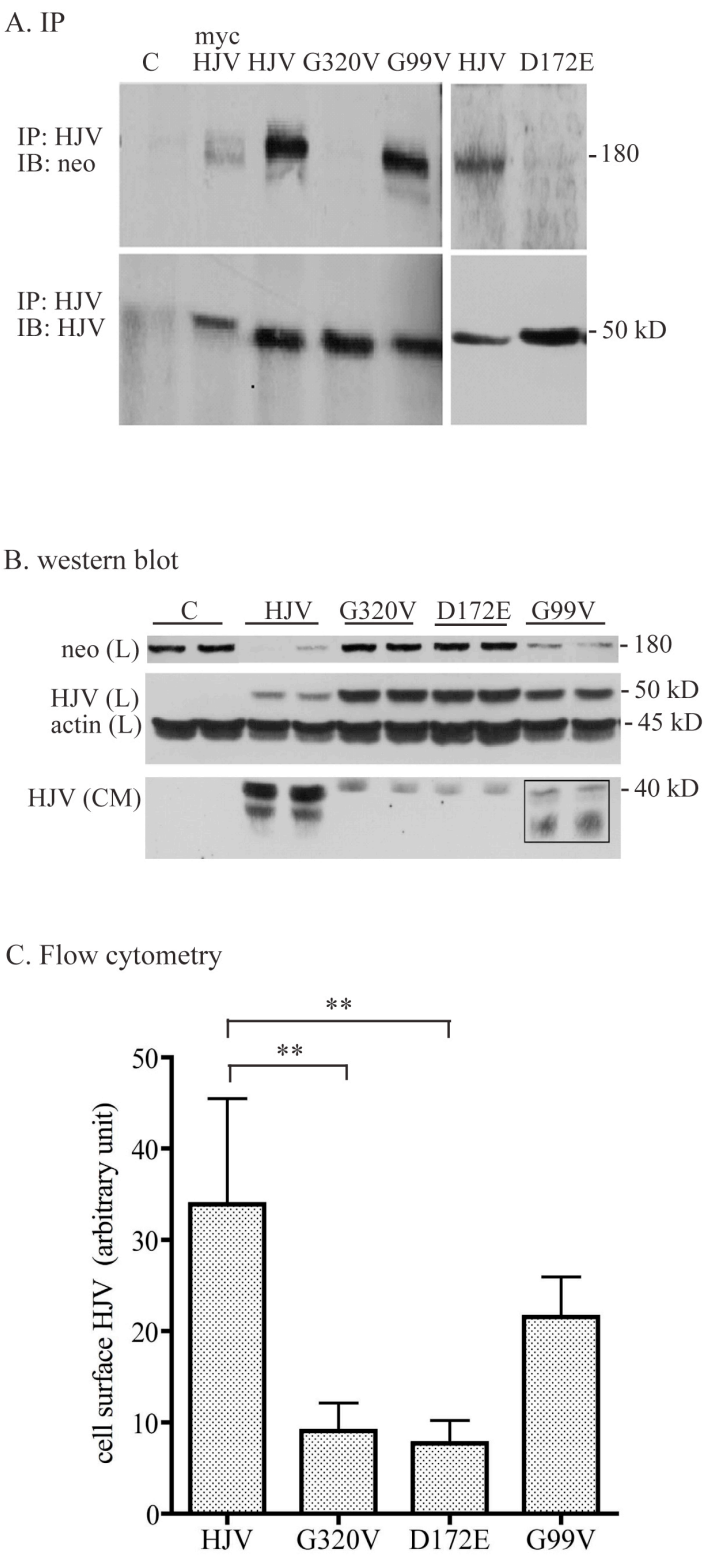 A. IP
myc
C HJV HJV G320V G99V HJV D172E
IP: HJV
IB: neo
-180
IP: HJV
IB: HJV
- 50 kD
B. western blot
C HJV G320V D172E G99V
neo (L)
- 180
HJV (L)
- 50 kD
actin (L)
- 45 kD
HJV (CM)
- 40 kD
C. Flow cytometry
**
**
cell surface HJV (arbitrary unit)
50
40
30
20
10
0
HJV G320V D172E G99V